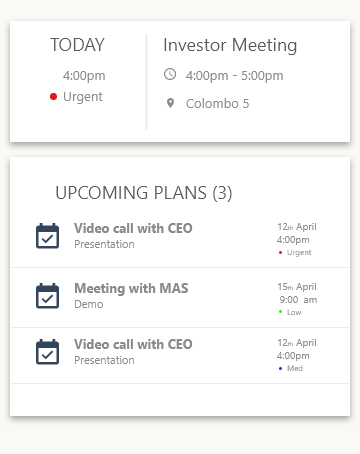 TODAY
4:00pm
Urgent
Investor Meeting
4:00pm - 5:00pm
Colombo 5
UPCOMING PLANS (3)
Video call with CEO
Presentation
12th April
4:00pm
Urgent
Meeting with MAS
Demo
15th April
9:00 am
Low
Video call with CEO
Presentation
12th April
4:00pm
Med